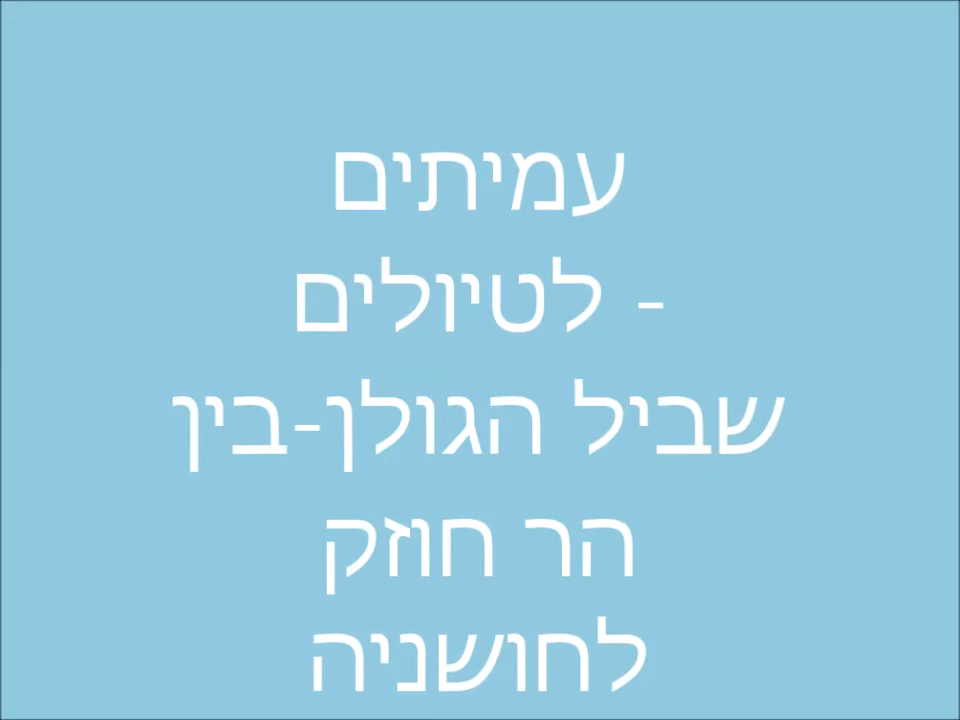 עמיתים
- לטיולים
שביל הגולן-בין
הר חוזק
לחושניה